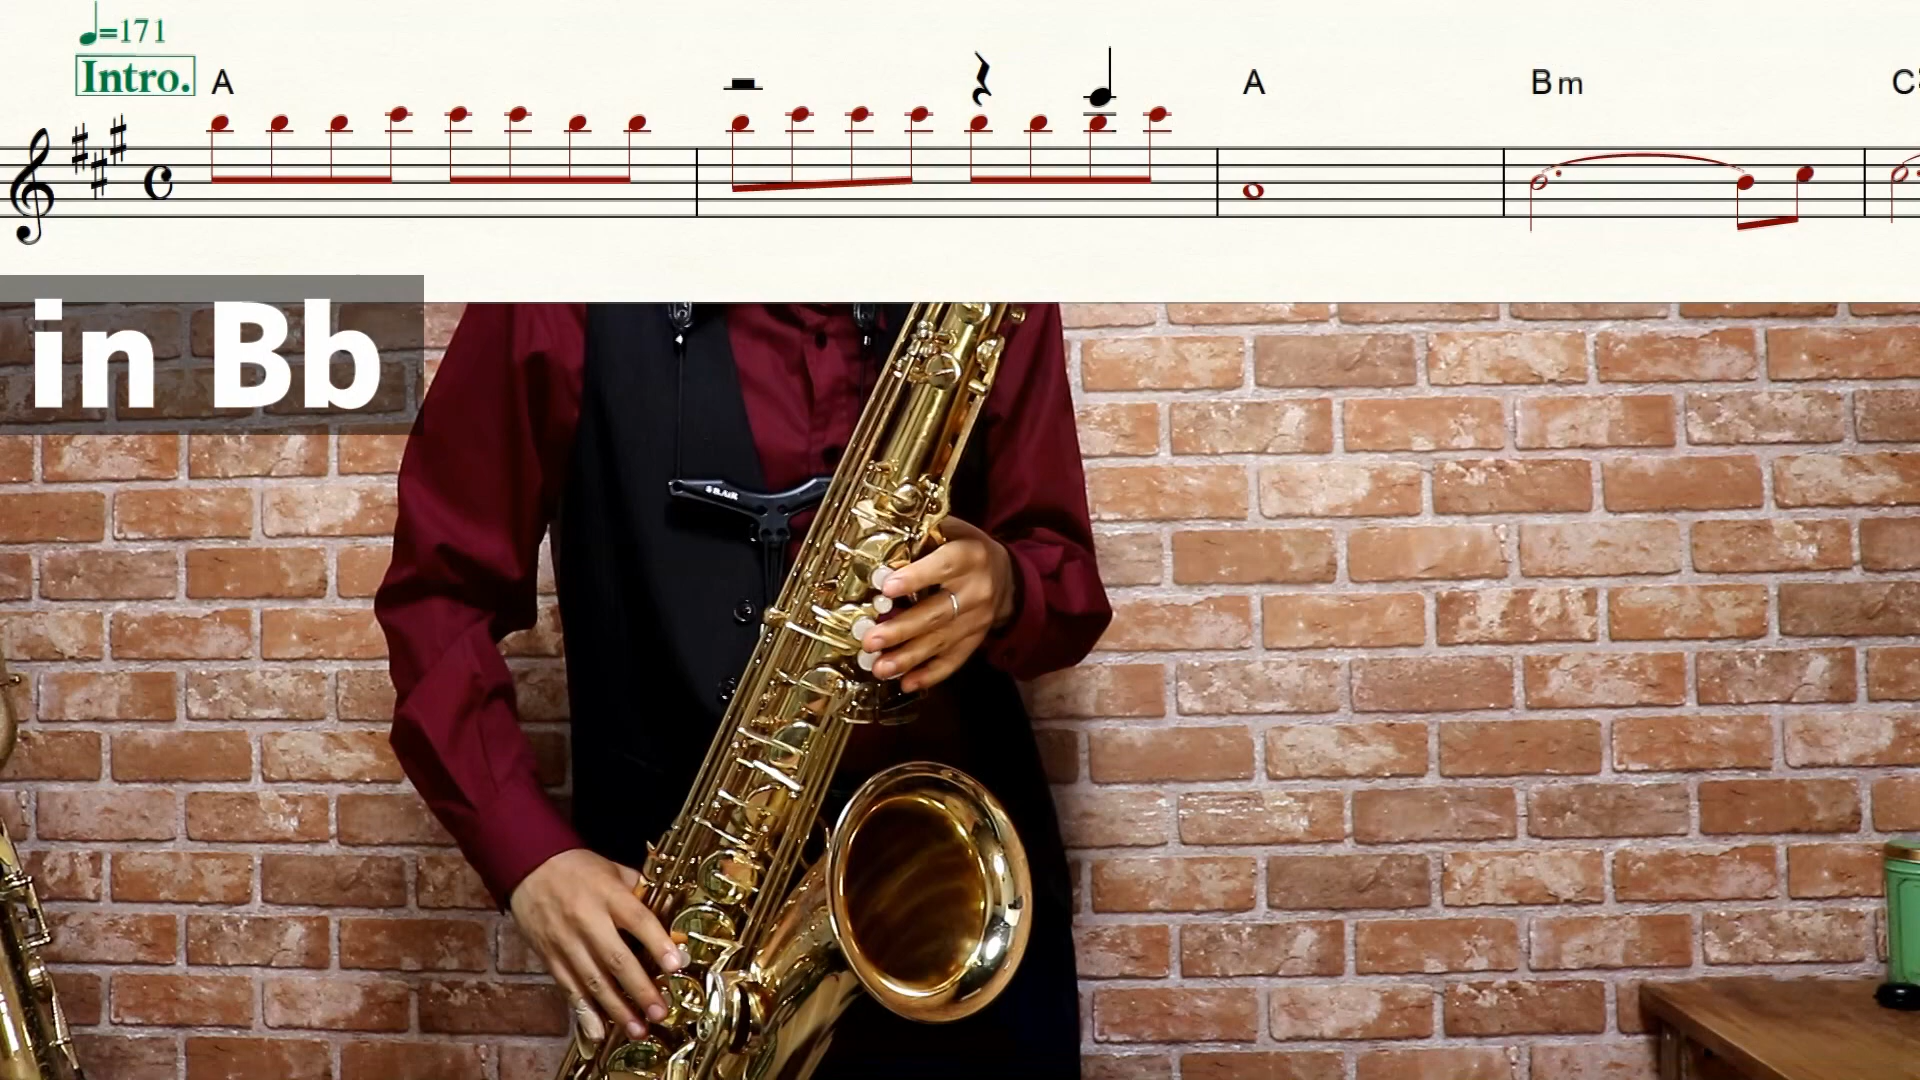 ♩=171
Intro. A A Bm
in Bb